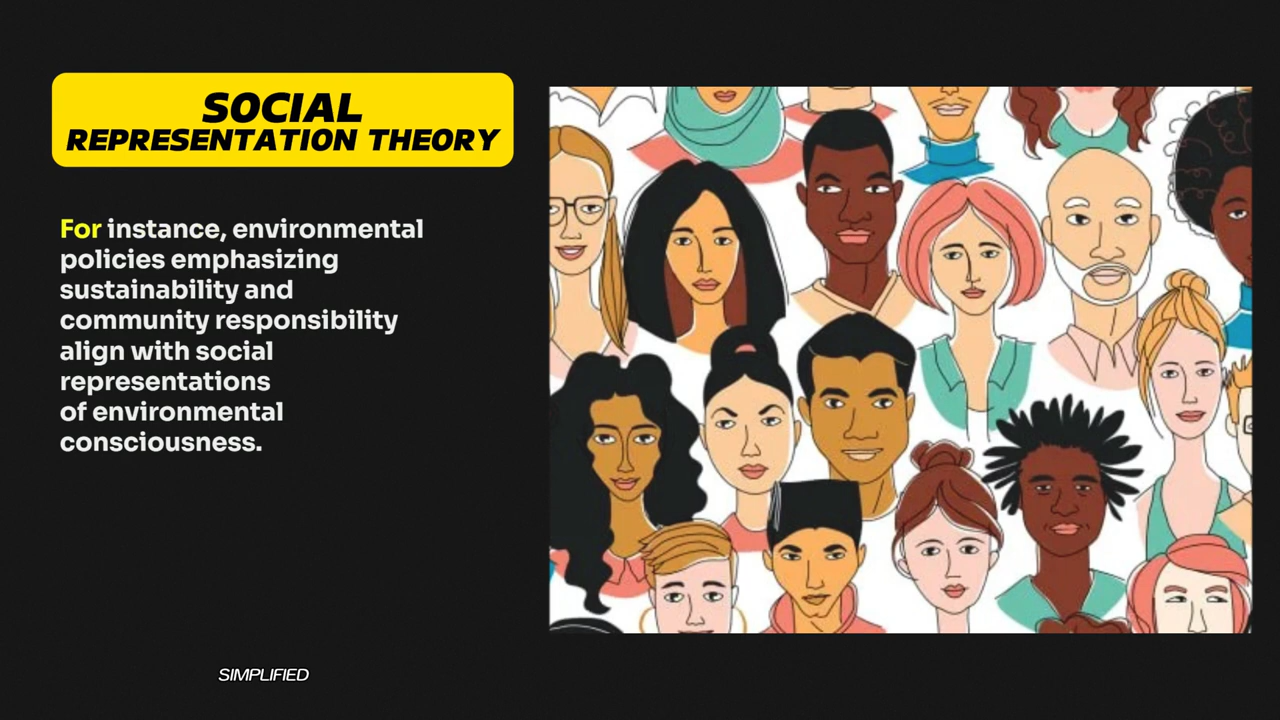 SOCIAL
REPRESENTATION THEORY
For instance, environmental
policies emphasizing
sustainability and
community responsibility
align with social
representations
of environmental
consciousness.
SIMPLIFIED